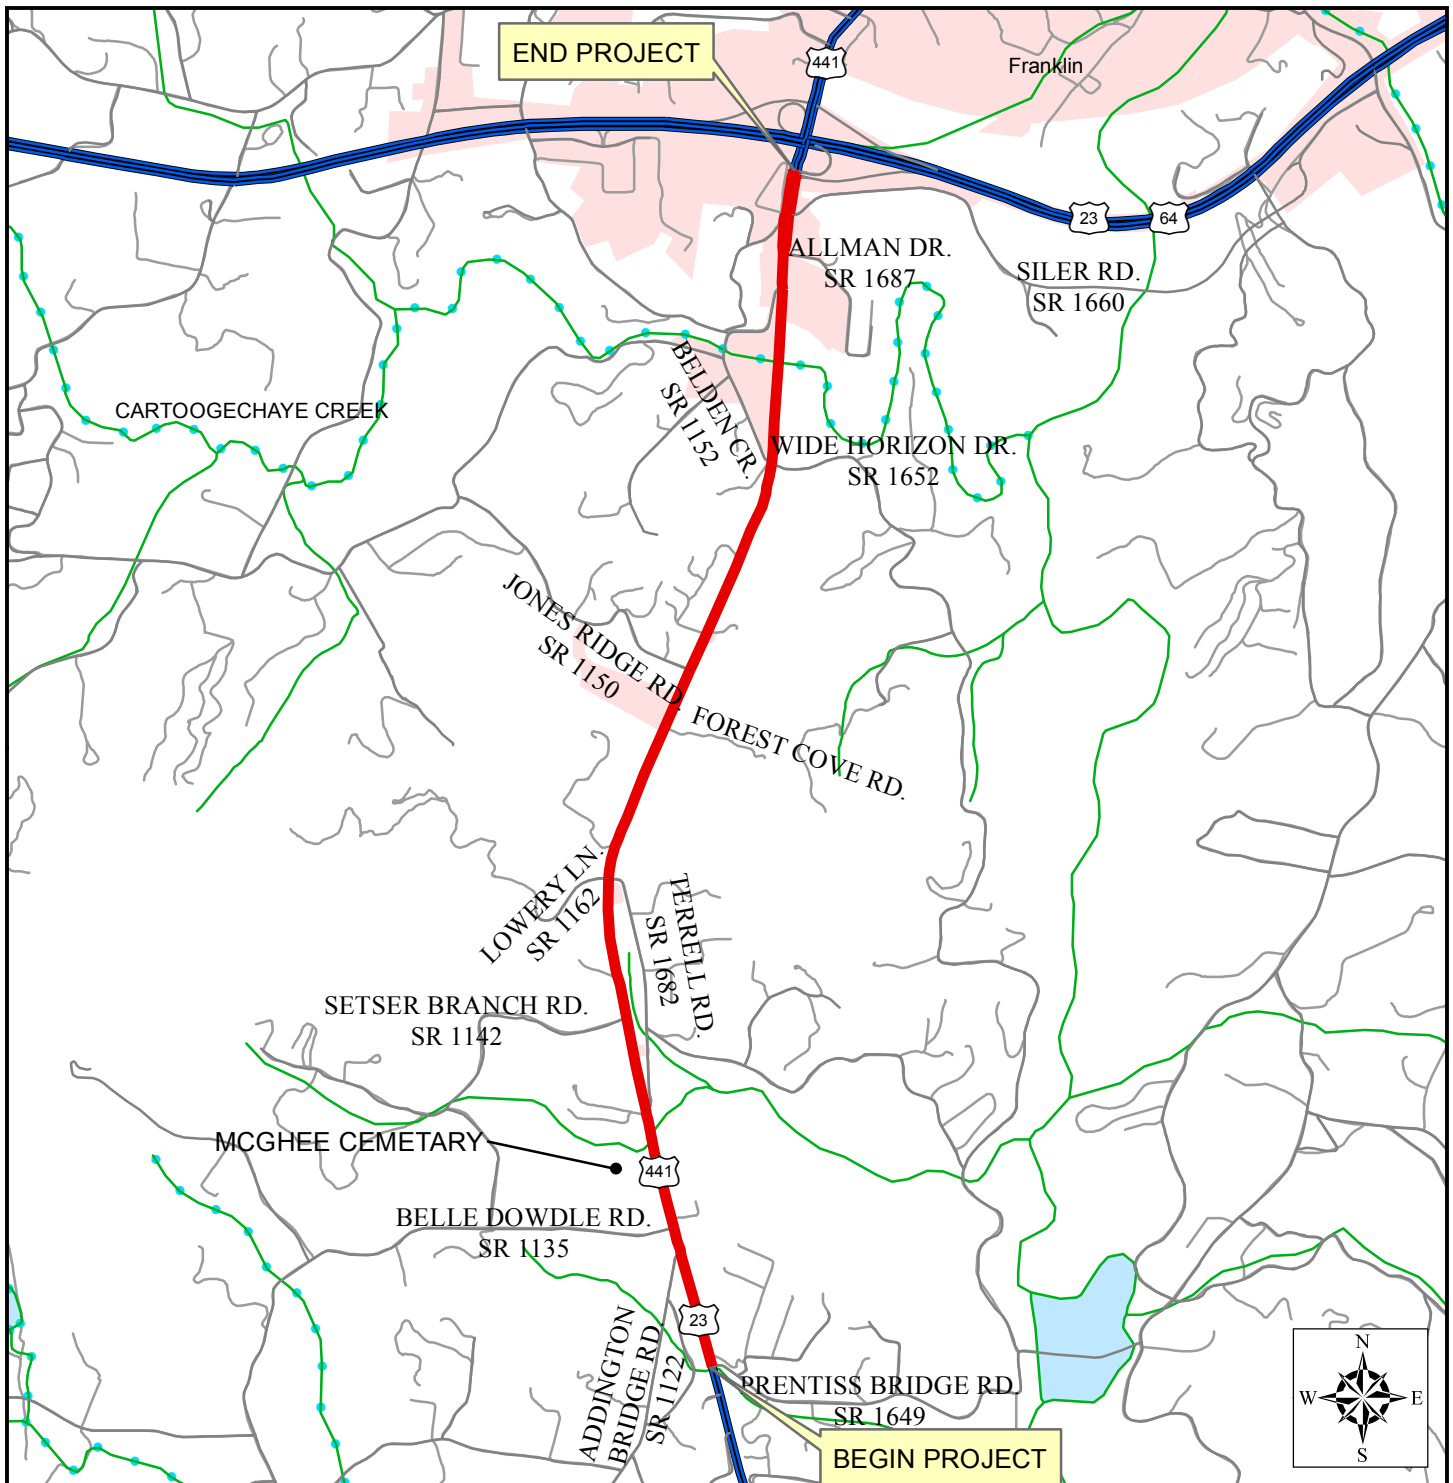 END PROJECT
441
Franklin
23
64
ALLMAN DR.
SR 1687
SILER RD.
SR 1660
BELDEN CR.
SR 1152
CARTOOGECHAYE CREEK
WIDE HORIZON DR.
SR 1652
JONES RIDGE RD.
SR 1150
FOREST COVE RD.
LOWERY LN.
SR 1162
TERRELL RD.
SR 1682
SETSER BRANCH RD.
SR 1142
MCGHEE CEMETARY
441
BELLE DOWDLE RD.
SR 1135
23
ADDINGTON
BRIDGE RD.
SR 1122
PRENTISS BRIDGE RD.
SR 1649
BEGIN PROJECT
N
W
E
S